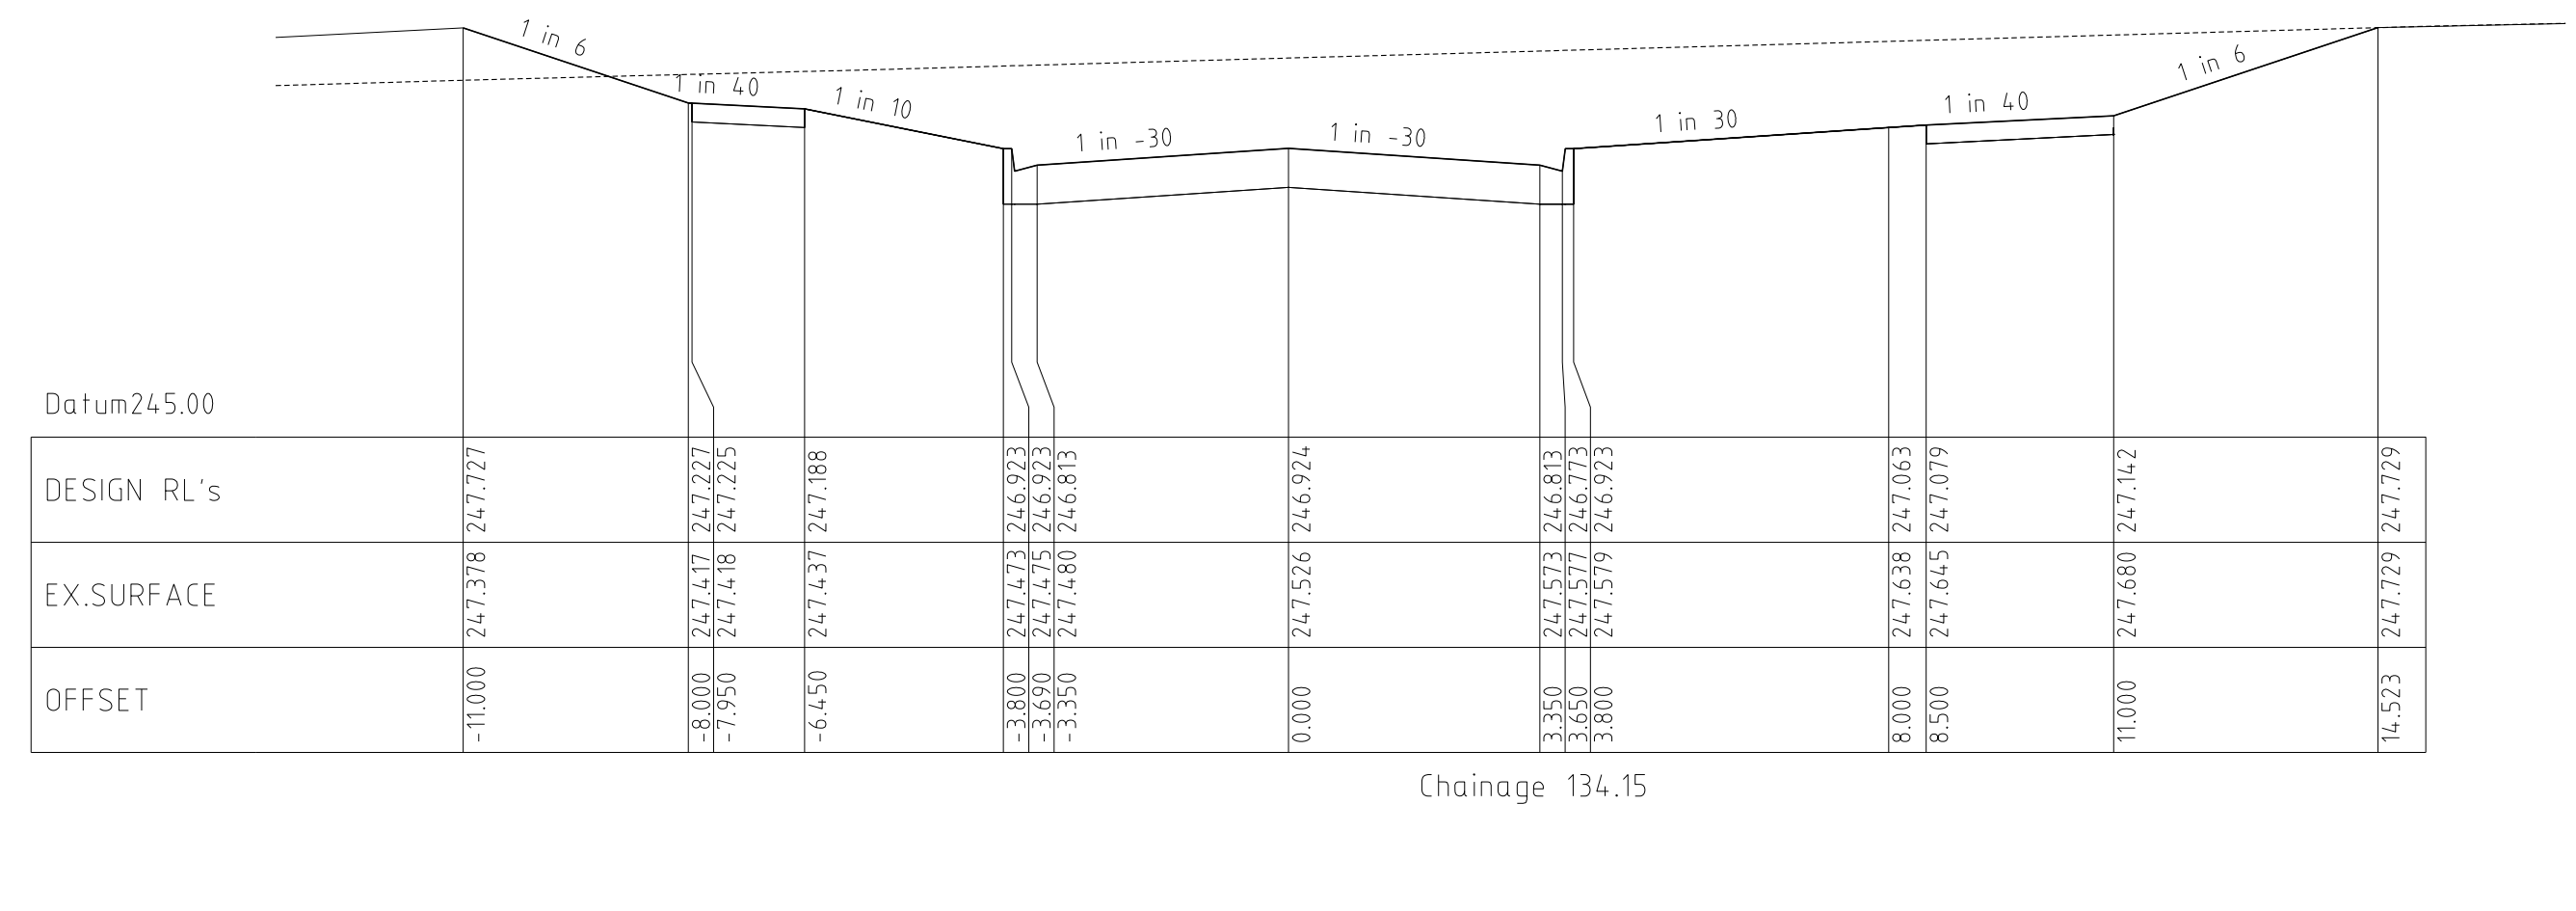 1 in 6
1 in 40
1 in 10
1 in -30
1 in -30
1 in 30
1 in 40
1 in 6
Datum245.00
DESIGN RL's 247.727 247.227 247.225 247.188 246.923 246.923 246.813 246.924 246.813 246.773 246.923 247.063 247.079 247.142 247.729
EX.SURFACE 247.378 247.417 247.418 247.437 247.473 247.475 247.480 247.526 247.573 247.577 247.579 247.638 247.645 247.680 247.729
OFFSET -11.000 -8.000 -7.950 -6.450 -3.800 -3.690 -3.350 0.000 3.350 3.650 3.800 8.000 8.500 11.000 14.523
Chainage 134.15